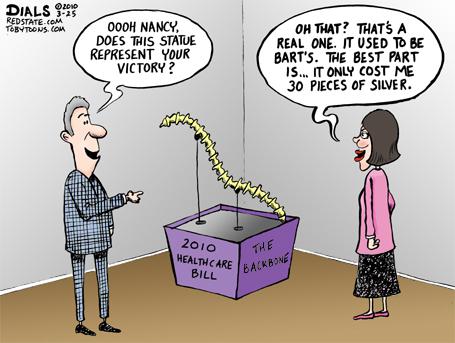 DIALS ©2010
3-25
REDSTATE.COM
TOBYTOONS.COM
OOOH NANCY,
DOES THIS STATUE
REPRESENT YOUR
VICTORY?
OH THAT? THAT'S A
REAL ONE. IT USED TO BE
BART'S. THE BEST PART
IS... IT ONLY COST ME
30 PIECES OF SILVER.
2010
HEALTHCARE
BILL
THE
BACKBONE